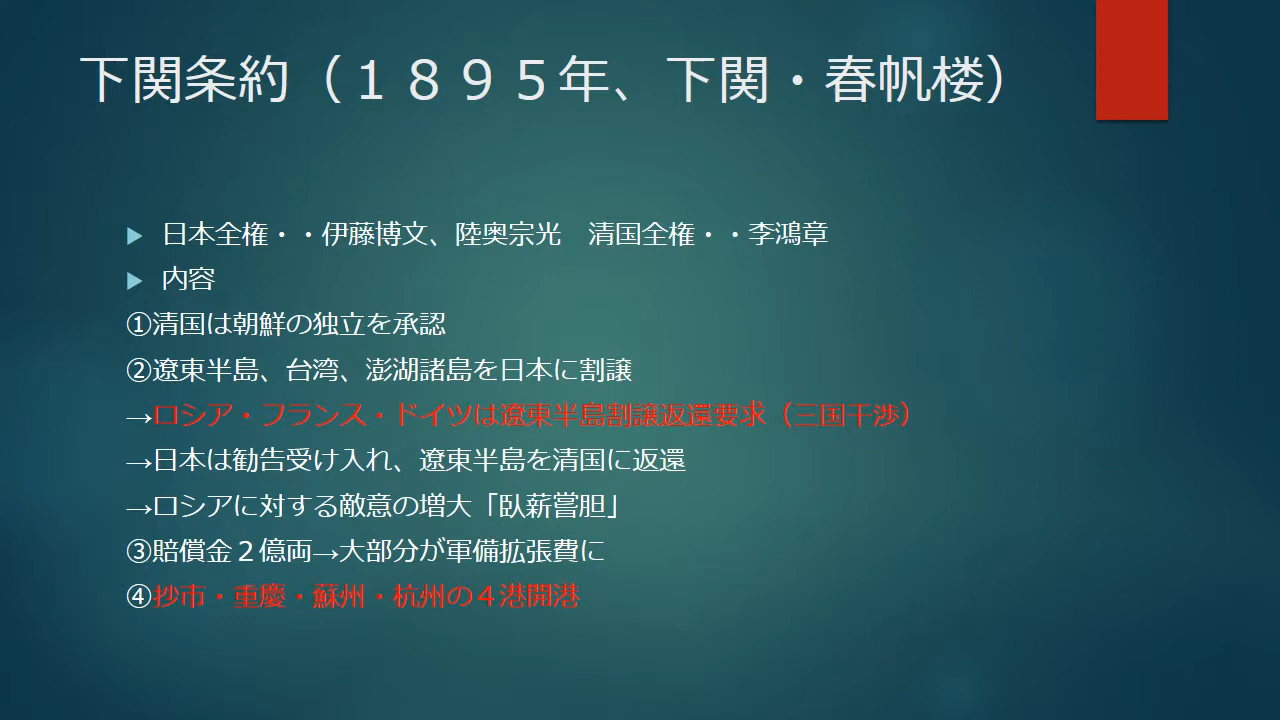 下関条約（１８９５年、下関・春帆楼）
日本全権・・伊藤博文、陸奥宗光　清国全権・・李鴻章
内容
①清国は朝鮮の独立を承認
②遼東半島、台湾、澎湖諸島を日本に割譲
→ロシア・フランス・ドイツは遼東半島割譲返還要求（三国干渉）
→日本は勧告受け入れ、遼東半島を清国に返還
→ロシアに対する敵意の増大「臥薪嘗胆」
③賠償金２億両→大部分が軍備拡張費に
④抄市・重慶・蘇州・杭州の４港開港